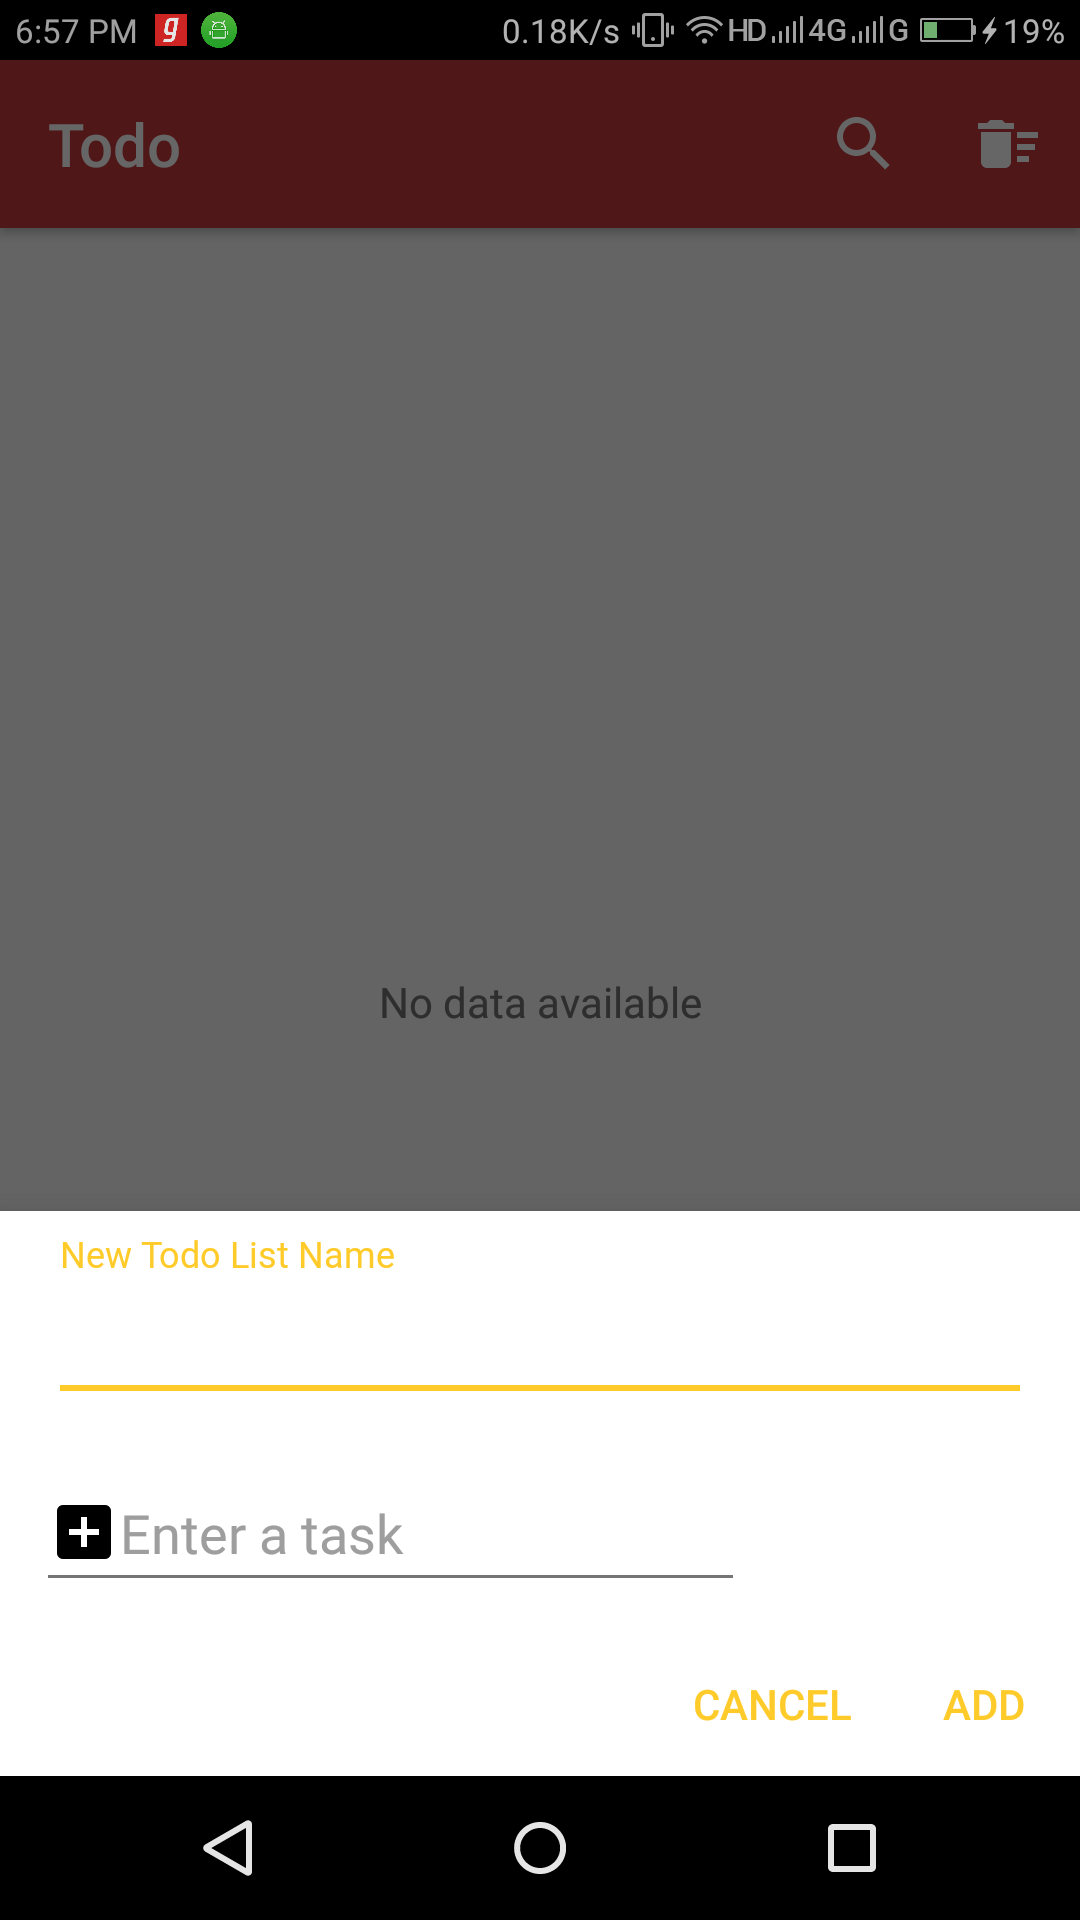 6:57 PM g 0.18K/s HD 4G G 19%
Todo
No data available
New Todo List Name
Enter a task
CANCEL ADD